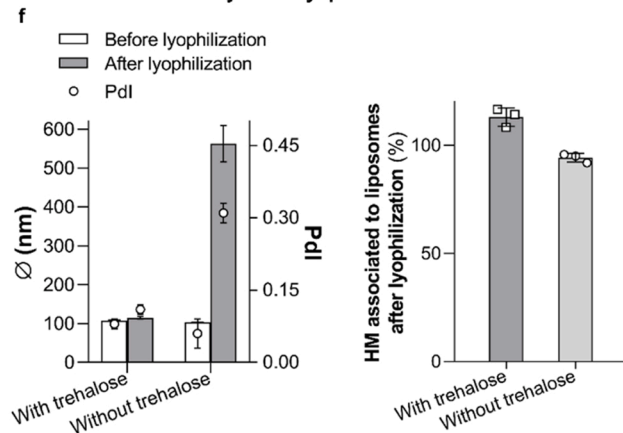 f
Before lyophilization
After lyophilization
PdI
Ø (nm)
600
500
400
300
200
100
0
0.45
0.30
0.15
0.00
PdI
With trehalose
Without trehalose
HM associated to liposomes
after lyophilization (%)
100
50
0
With trehalose
Without trehalose